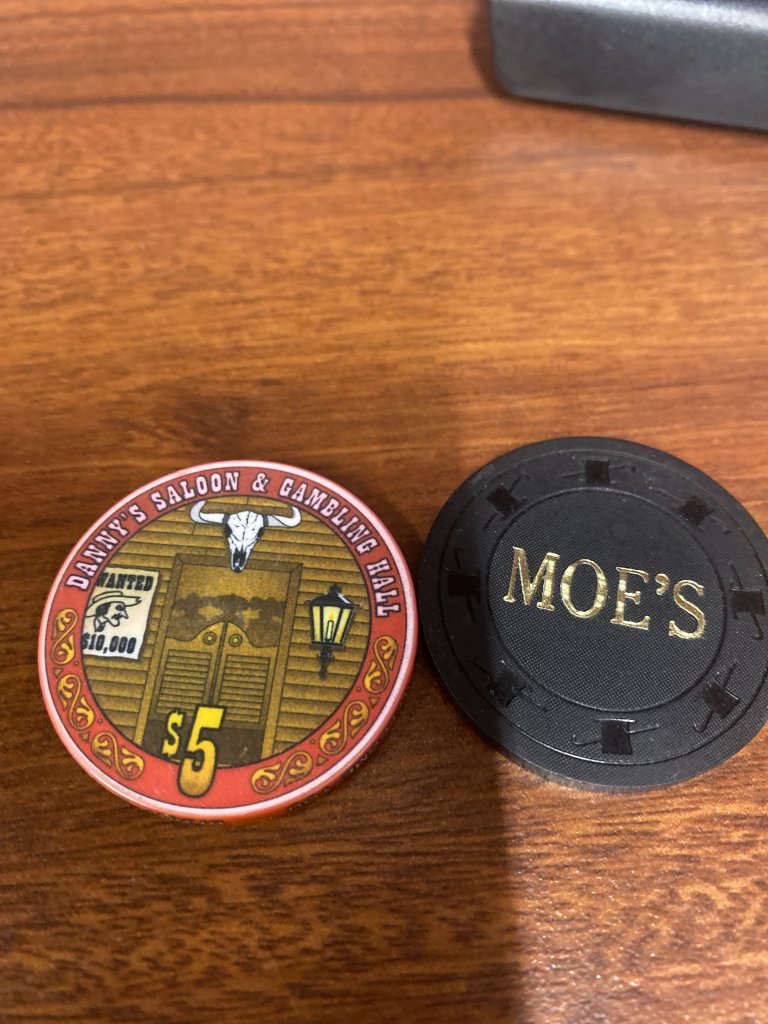 DANNY'S SALOON & GAMBLING HALL
WANTED
$10,000
$5
MOE'S